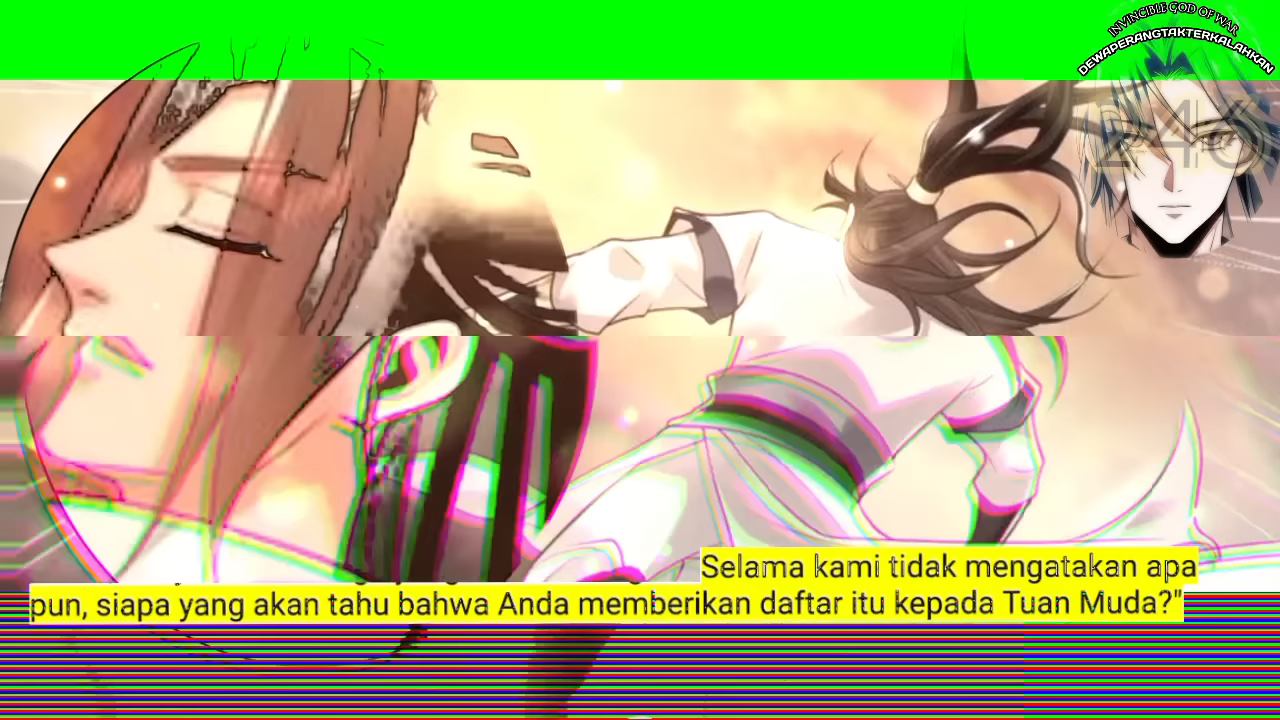 INVINCIBLE GOD OF WAR
DEWAPERANGTAKTERKALAHKAN
246
Selama kami tidak mengatakan apa
pun, siapa yang akan tahu bahwa Anda memberikan daftar itu kepada Tuan Muda?"